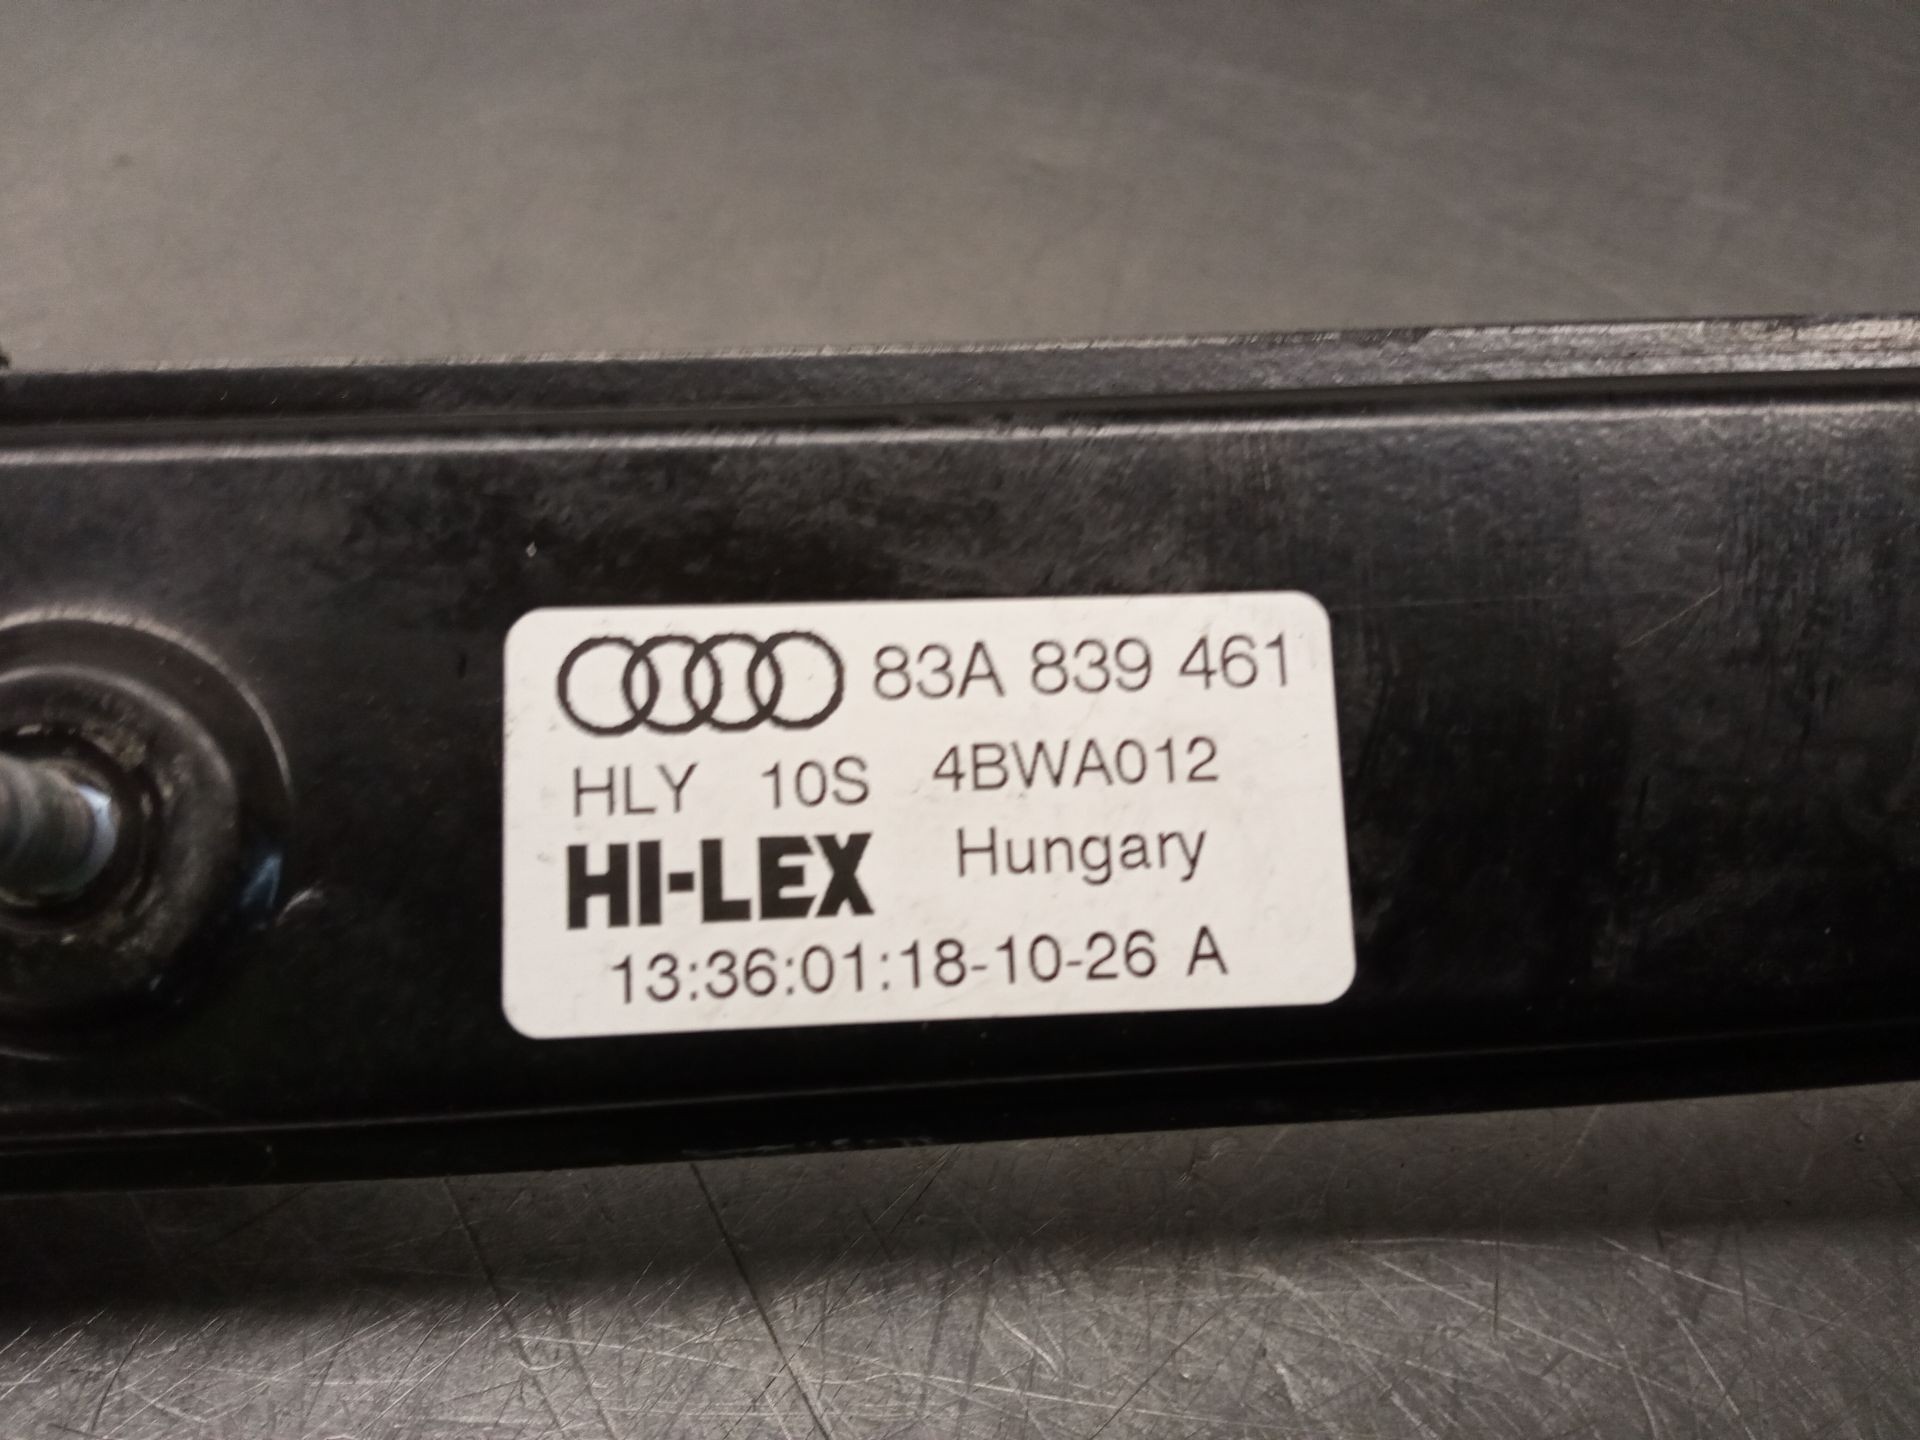 83A 839 461
HLY 10S 4BWA012
HI-LEX Hungary
13:36:01:18-10-26 A